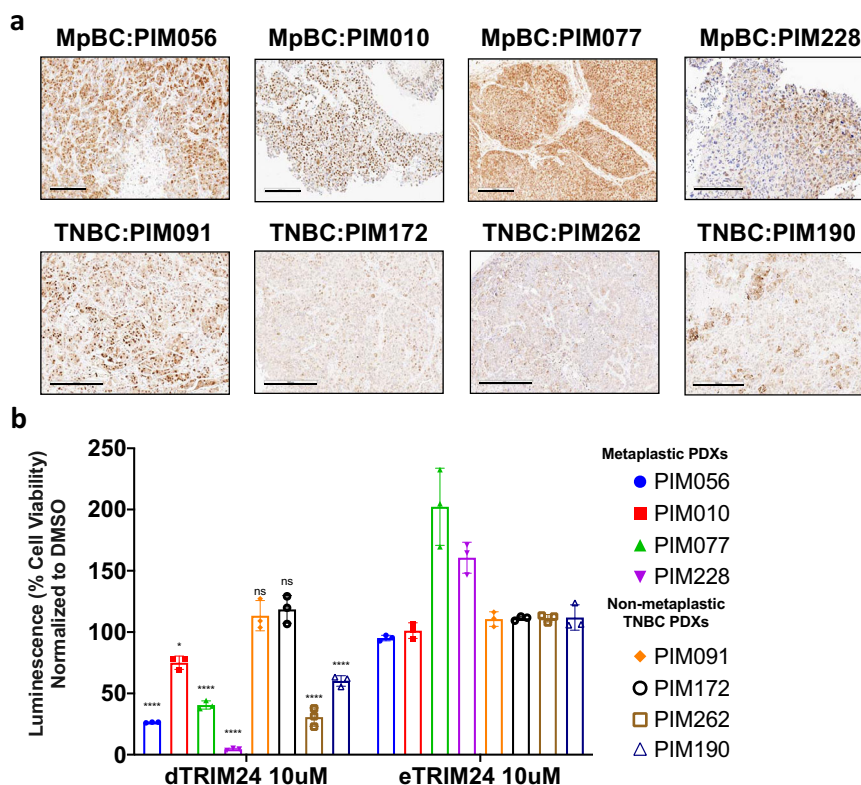 a
MpBC:PIM056 MpBC:PIM010 MpBC:PIM077 MpBC:PIM228
TNBC:PIM091 TNBC:PIM172 TNBC:PIM262 TNBC:PIM190
b
Luminescence (% Cell Viability)
Normalized to DMSO
250
200
150
100
50
0
**** * **** **** ns ns **** ****
dTRIM24 10uM eTRIM24 10uM
Metaplastic PDXs
PIM056
PIM010
PIM077
PIM228
Non-metaplastic
TNBC PDXs
PIM091
PIM172
PIM262
PIM190